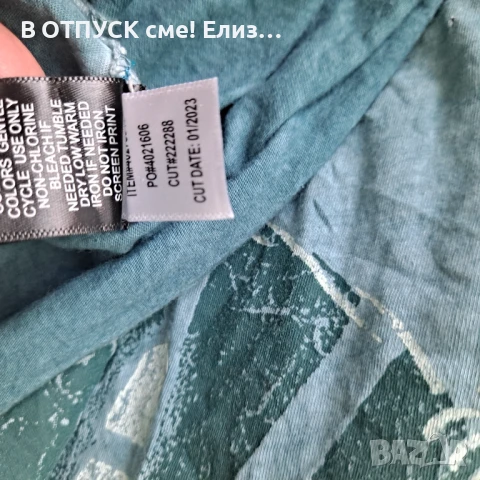 В ОТПУСК сме! Елиз...
COLORS GENTLE
CYCLE USE ONLY
NON-CHLORINE
BLEACH IF
NEEDED TUMBLE
DRY LOW WARM
IRON IF NEEDED
DO NOT IRON
SCREEN PRINT
PO#4021606
CUT#222288
CUT DATE: 01/2023
BAZAR